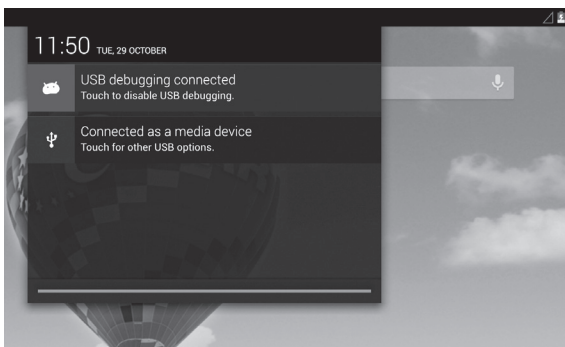 11:50 TUE, 29 OCTOBER
USB debugging connected
Touch to disable USB debugging.
Connected as a media device
Touch for other USB options.